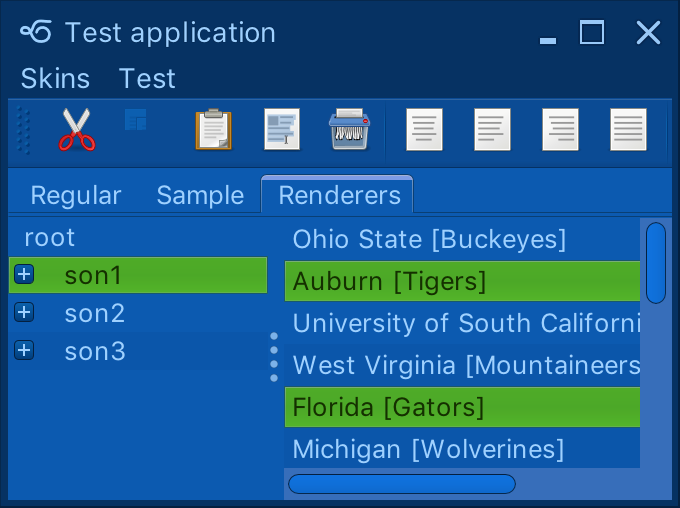 Test application
Skins Test
Regular Sample Renderers
root
son1
son2
son3
Ohio State [Buckeyes]
Auburn [Tigers]
University of South Californi
West Virginia [Mountaineers
Florida [Gators]
Michigan [Wolverines]